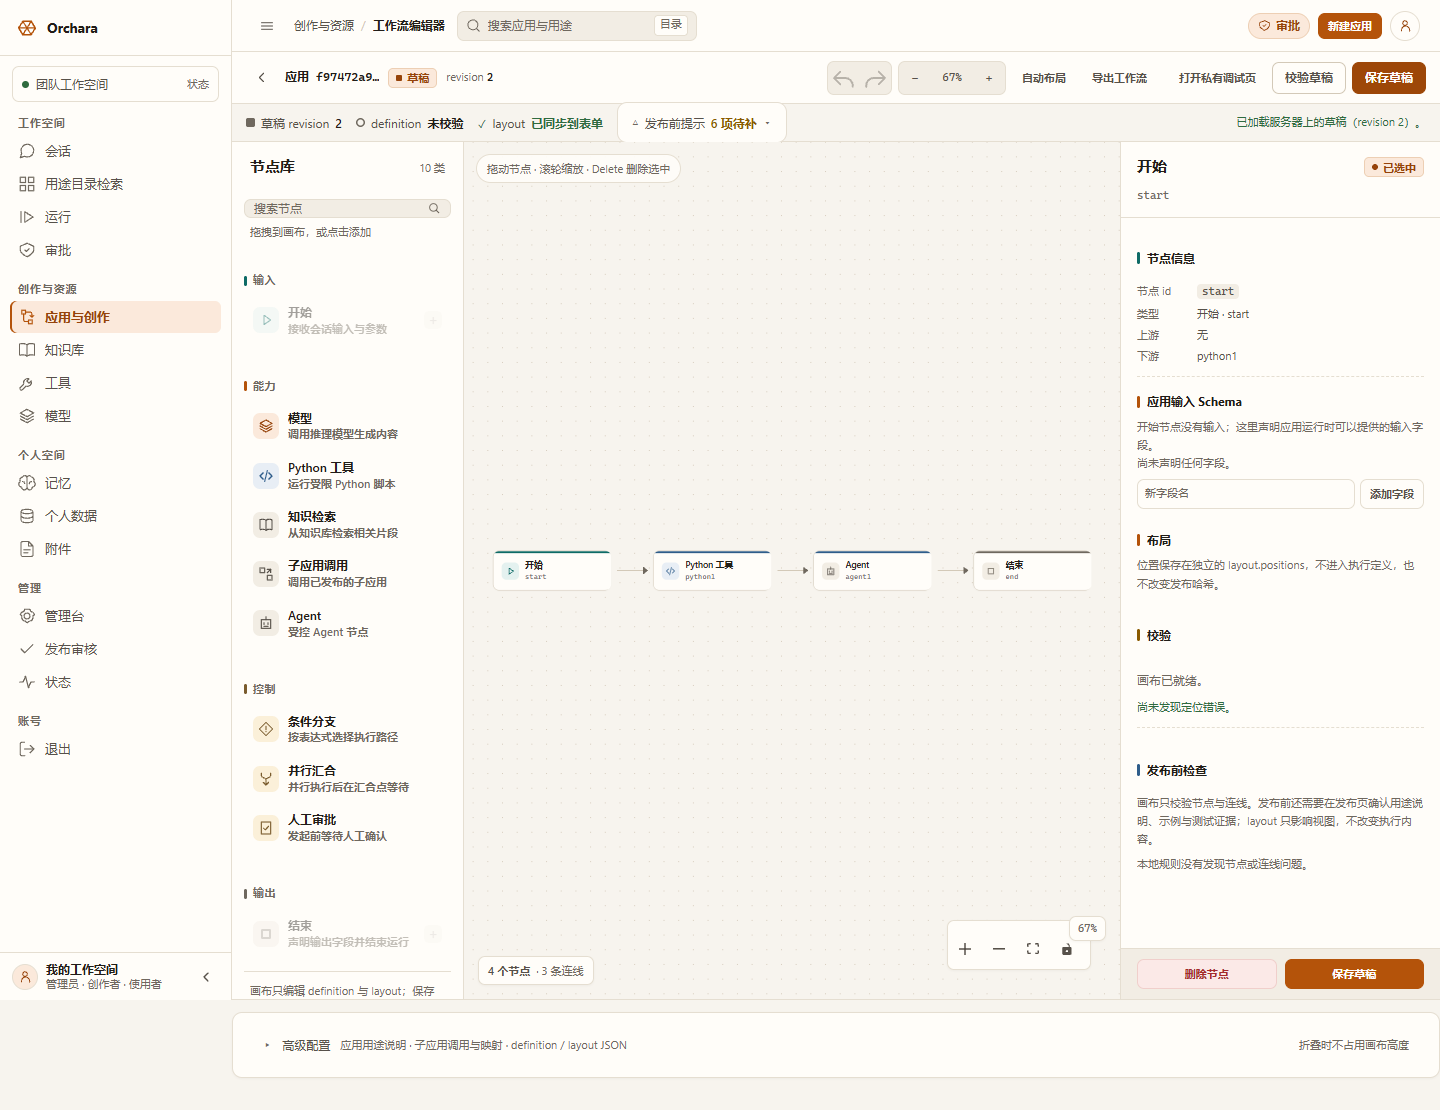 Orchara
团队工作空间 状态
工作空间
会话
用途目录检索
运行
审批
创作与资源
应用与创作
知识库
工具
模型
个人空间
记忆
个人数据
附件
管理
管理台
发布审核
状态
账号
退出
我的工作空间
管理员 · 创作者 · 使用者
创作与资源 / 工作流编辑器
搜索应用与用途 目录
审批
新建应用
应用 f97472a9… 草稿 revision 2
− 67% +
自动布局
导出工作流
打开私有调试页
校验草稿
保存草稿
草稿 revision 2
definition 未校验
✓ layout 已同步到表单
发布前提示 6 项待补
已加载服务器上的草稿（revision 2）。
节点库 10 类
搜索节点
拖拽到画布，或点击添加
输入
开始
接收会话输入与参数
能力
模型
调用推理模型生成内容
Python 工具
运行受限 Python 脚本
知识检索
从知识库检索相关片段
子应用调用
调用已发布的子应用
Agent
受控 Agent 节点
控制
条件分支
按表达式选择执行路径
并行汇合
并行执行后在汇合点等待
人工审批
发起前等待人工确认
输出
结束
声明输出字段并结束运行
画布只编辑 definition 与 layout；保存
拖动节点 · 滚轮缩放 · Delete 删除选中
开始
start
Python 工具
python1
Agent
agent1
结束
end
4 个节点 · 3 条连线
67%
开始 已选中
start
节点信息
节点 id start
类型 开始 · start
上游 无
下游 python1
应用输入 Schema
开始节点没有输入；这里声明应用运行时可以提供的输入字
段。
尚未声明任何字段。
新字段名 添加字段
布局
位置保存在独立的 layout.positions，不进入执行定义，也
不改变发布哈希。
校验
画布已就绪。
尚未发现定位错误。
发布前检查
画布只校验节点与连线。发布前还需要在发布页确认用途说
明、示例与测试证据；layout 只影响视图，不改变执行内
容。
本地规则没有发现节点或连线问题。
删除节点 保存草稿
高级配置 应用用途说明 · 子应用调用与映射 · definition / layout JSON 折叠时不占用画布高度